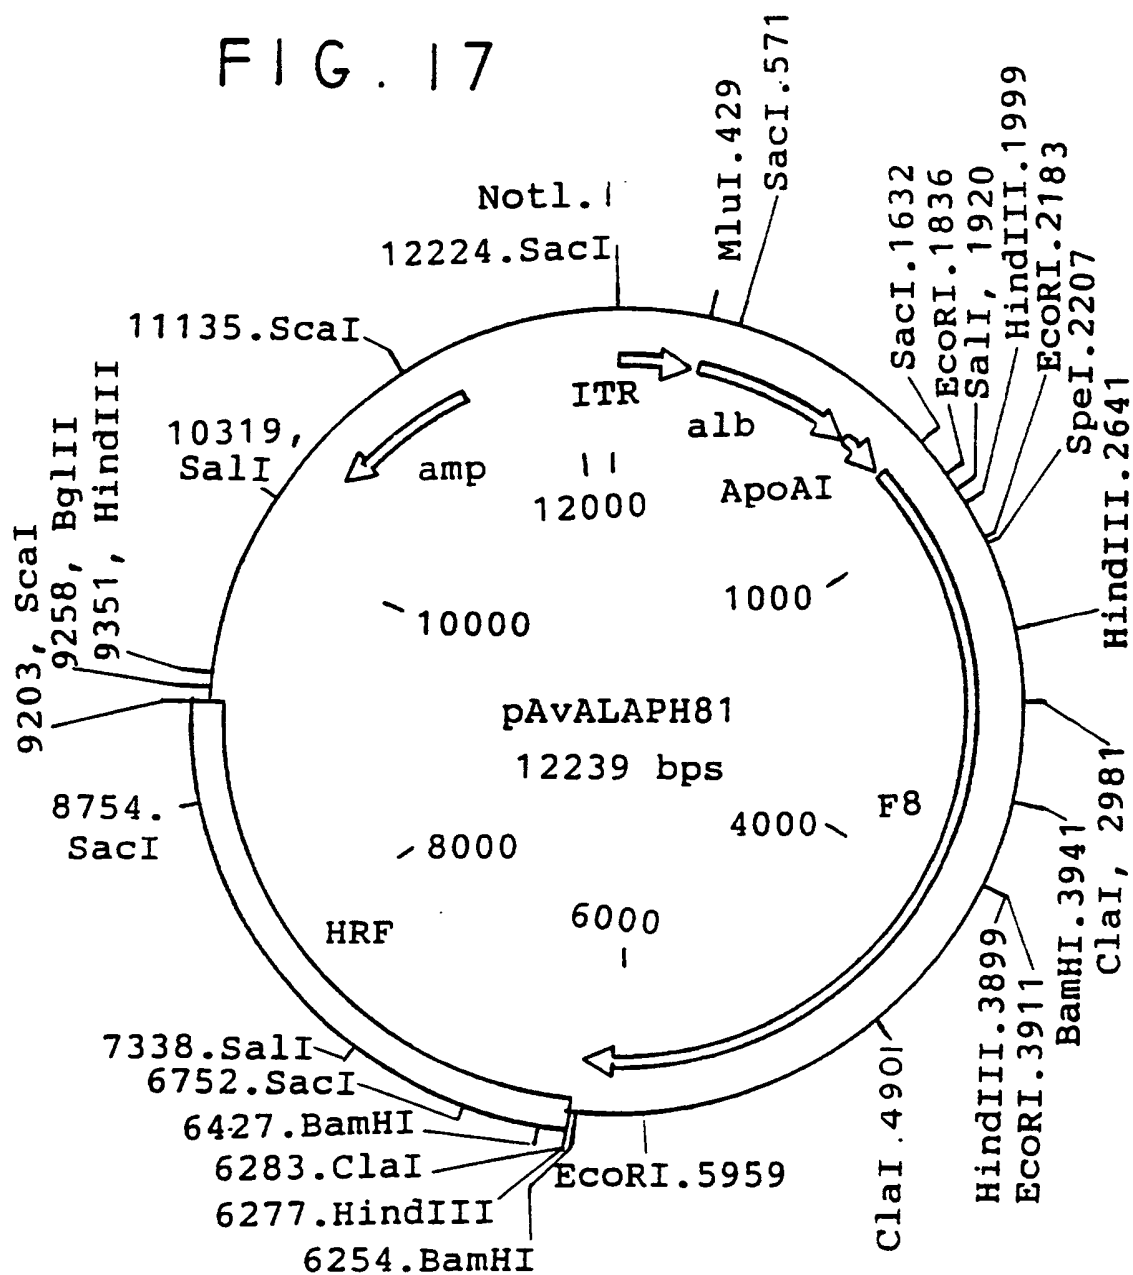 FIG. 17
NotI. 1
12224.SacI
MluI.429
SacI.571
SacI.1632
EcoRI.1836
SalI, 1920
HindIII.1999
EcoRI.2183
SpeI.2207
HindIII.2641
ClaI, 2981
BamHI.3941
EcoRI.3911
HindIII.3899
ClaI.4901
EcoRI.5959
6254.BamHI
6277.HindIII
6283.ClaI
6427.BamHI
6752.SacI
7338.SalI
8754.
SacI
9203, ScaI
9258, BglII
9351, HindIII
10319,
SalI
11135.ScaI
ITR
alb
ApoAI
amp
12000
1000
10000
pAvALAPH81
12239 bps
F8
4000
8000
6000
HRF